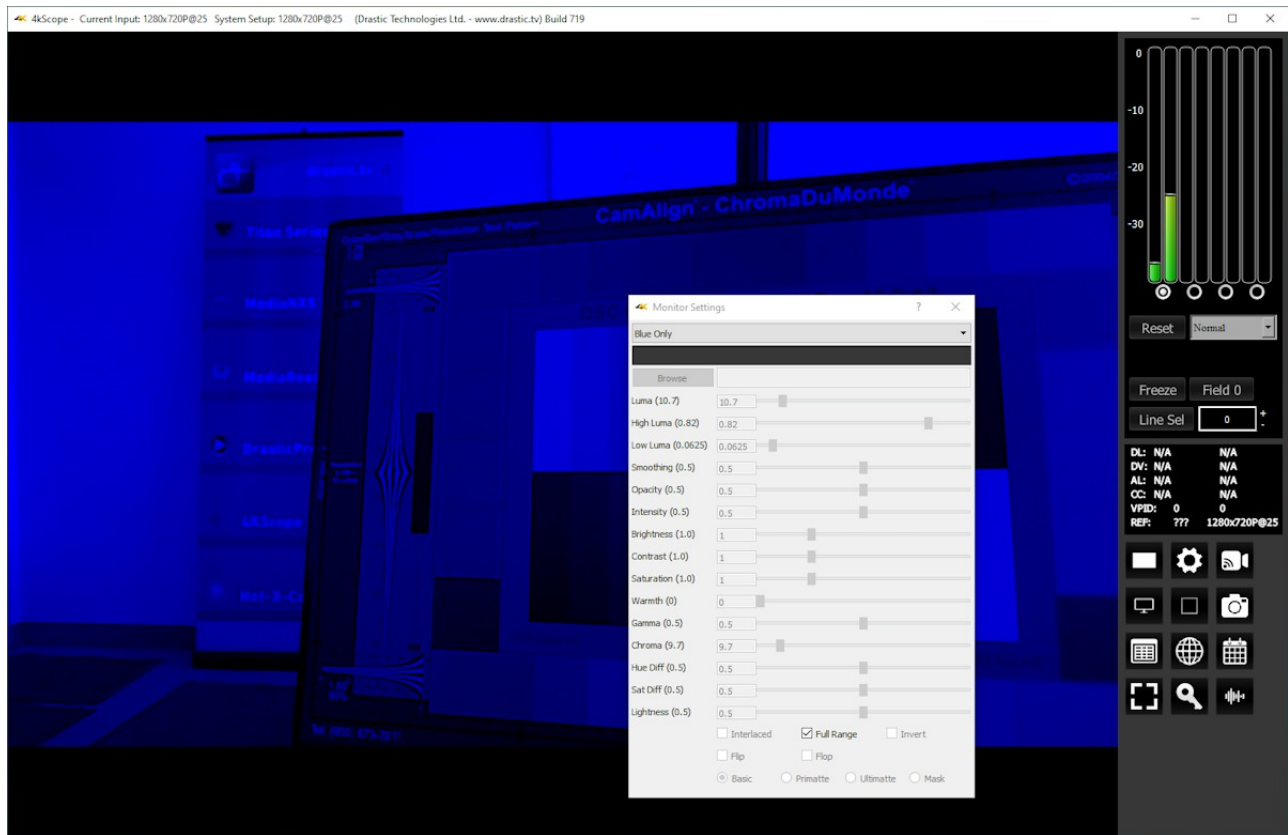 4kScope - Current Input: 1280x720P@25 System Setup: 1280x720P@25 (Drastic Technologies Ltd. - www.drastic.tv) Build 719
drastic.tv
CamAlign™ - ChromaDuMonde™
Titan Series
MediaNXS
4KScope
Monitor Settings
?
Blue Only
Browse
Luma (10.7) 10.7
High Luma (0.82) 0.82
Low Luma (0.0625) 0.0625
Smoothing (0.5) 0.5
Opacity (0.5) 0.5
Intensity (0.5) 0.5
Brightness (1.0) 1
Contrast (1.0) 1
Saturation (1.0) 1
Warmth (0) 0
Gamma (0.5) 0.5
Chroma (9.7) 9.7
Hue Diff (0.5) 0.5
Sat Diff (0.5) 0.5
Lightness (0.5) 0.5
Interlaced Full Range Invert
Flip Flop
Basic Primatte Ultimatte Mask
0
-10
-20
-30
Reset Normal
Freeze Field 0
Line Sel 0 + -
DL: N/A N/A
DV: N/A N/A
AL: N/A N/A
CC: N/A N/A
VPID: 0 0
REF: ??? 1280x720P@25